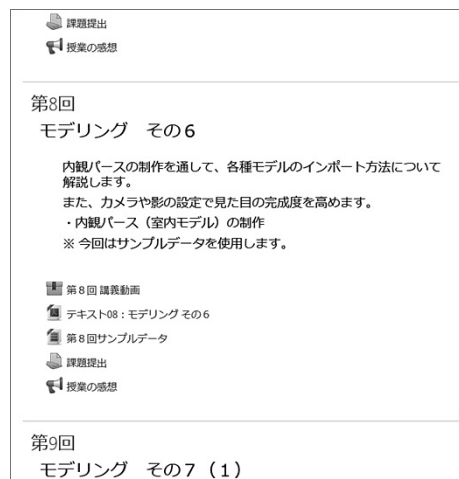 課題提出
授業の感想
第8回
モデリング　その６
内観パースの制作を通して、各種モデルのインポート方法について
解説します。
また、カメラや影の設定で見た目の完成度を高めます。
・内観パース（室内モデル）の制作
※ 今回はサンプルデータを使用します。
第８回 講義動画
テキスト08：モデリング その６
第８回サンプルデータ
課題提出
授業の感想
第9回
モデリング　その７（１）